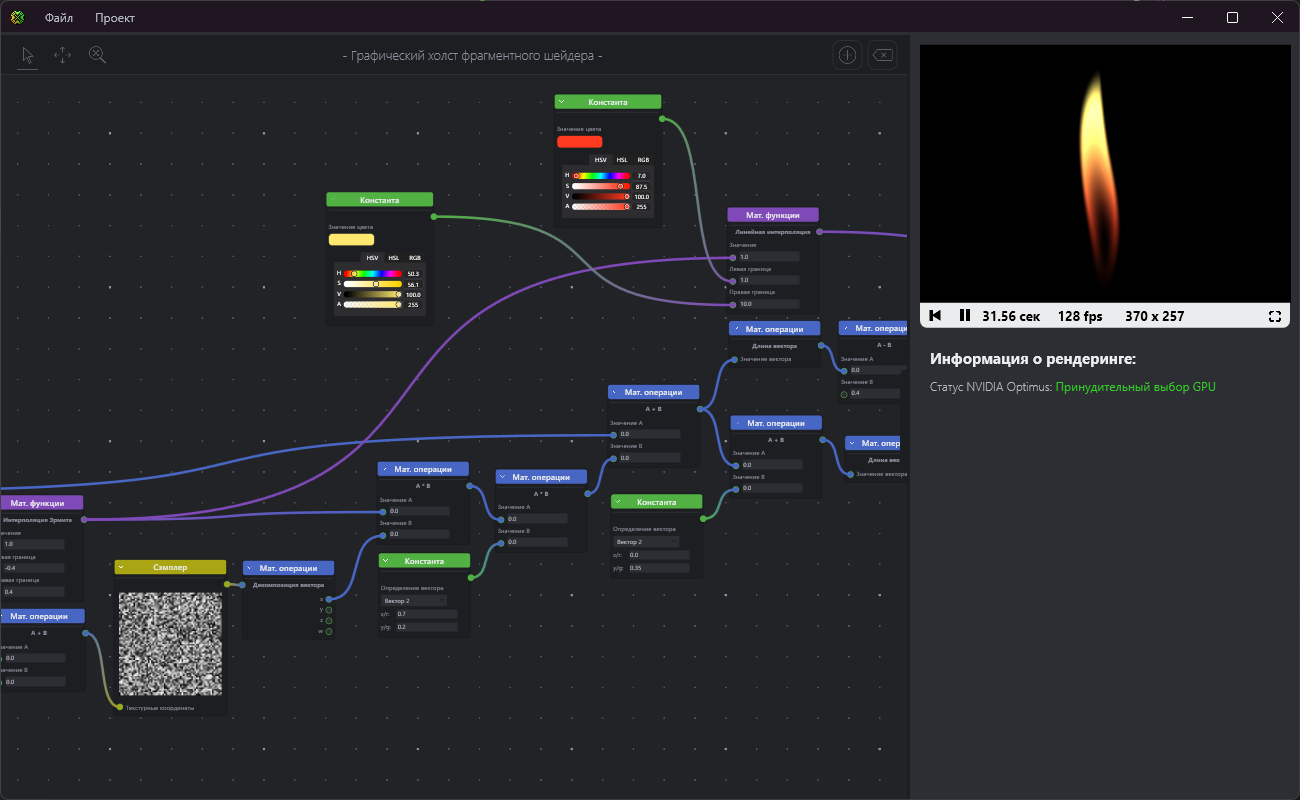 Файл
Проект
- Графический холст фрагментного шейдера -
Константа
Значение цвета
HSV HSL RGB
H 7.0
S 87.5
V 100.0
A 255
Константа
Значение цвета
HSV HSL RGB
H 50.3
S 56.1
V 100.0
A 255
Мат. функции
Линейная интерполяция
Значение
1.0
Левая граница
1.0
Правая граница
10.0
Мат. операции
Длина вектора
Значение вектора
Мат. операци
A - B
Значение A
0.0
Значение B
0.4
Мат. операции
A + B
Значение A
0.0
Значение B
0.0
Мат. операции
A + B
Значение A
0.0
Значение B
0.0
Мат. опер
Длина век
Значение вектора
Константа
Определение вектора
Вектор 2
x/r: 0.0
y/g: 0.35
Мат. операции
A * B
Значение A
0.0
Значение B
0.0
Мат. операции
A * B
Значение A
0.0
Значение B
0.0
Константа
Определение вектора
Вектор 2
x/r: 0.7
y/g: 0.2
Мат. функции
Интерполяция Эрмита
начение
1.0
вая граница
-0.4
авая граница
0.4
Мат. операции
A + B
начение A
0.0
начение B
0.0
Сэмплер
Текстурные координаты
Мат. операции
Декомпозиция вектора
x
y
z
w
31.56 сек
128 fps
370 x 257
Информация о рендеринге:
Статус NVIDIA Optimus: Принудительный выбор GPU